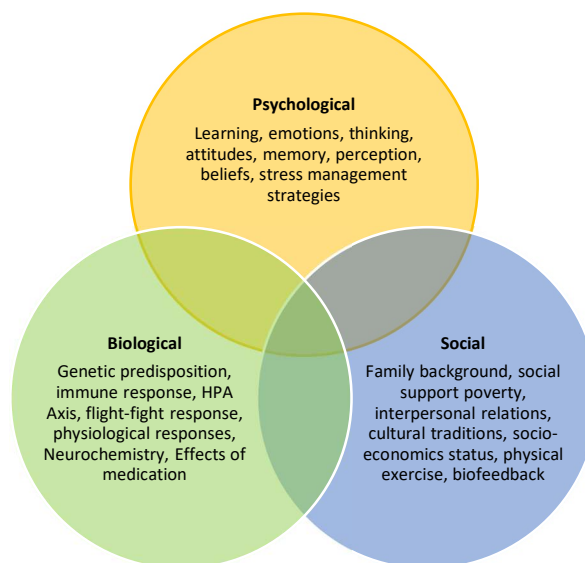 Psychological
Learning, emotions, thinking,
attitudes, memory, perception,
beliefs, stress management
strategies
Biological
Genetic predisposition,
immune response, HPA
Axis, flight-fight response,
physiological responses,
Neurochemistry, Effects of
medication
Social
Family background, social
support poverty,
interpersonal relations,
cultural traditions, socio-
economics status, physical
exercise, biofeedback